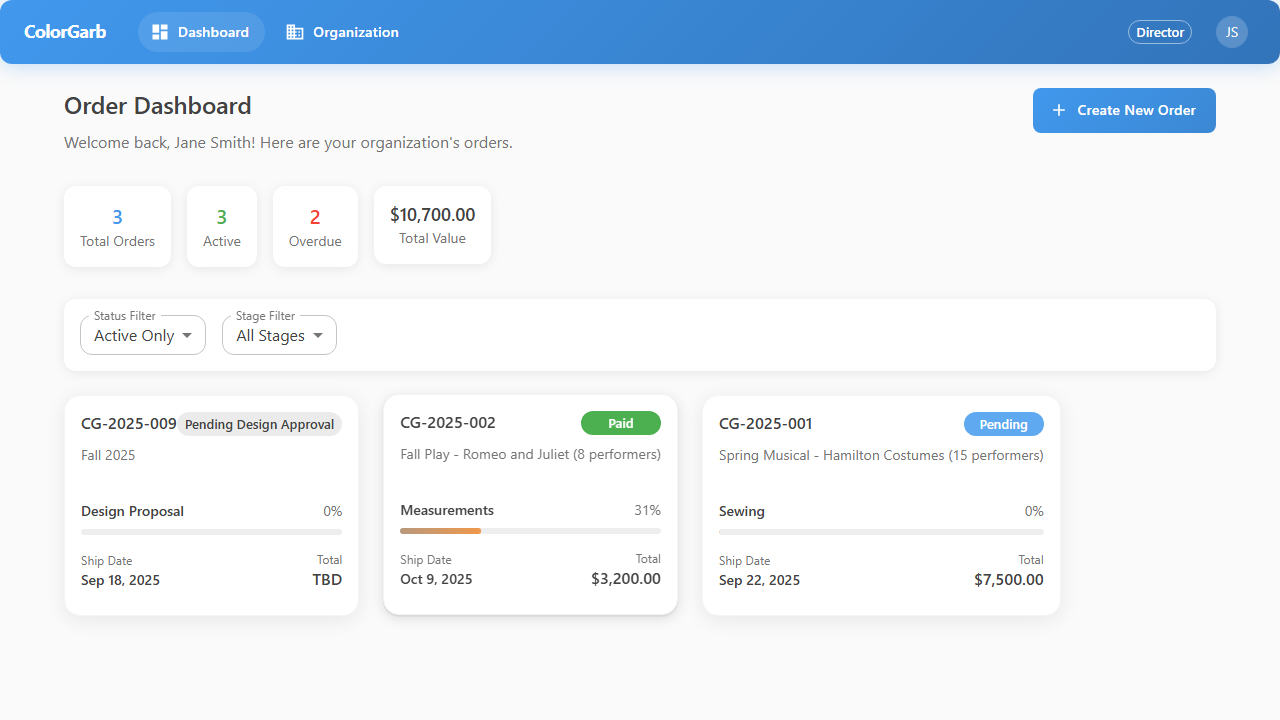 ColorGarb
Dashboard
Organization
Director
JS
Order Dashboard
Create New Order
Welcome back, Jane Smith! Here are your organization's orders.
3
Total Orders
3
Active
2
Overdue
$10,700.00
Total Value
Status Filter
Active Only
Stage Filter
All Stages
CG-2025-009
Pending Design Approval
Fall 2025
Design Proposal
0%
Ship Date
Total
Sep 18, 2025
TBD
CG-2025-002
Paid
Fall Play - Romeo and Juliet (8 performers)
Measurements
31%
Ship Date
Total
Oct 9, 2025
$3,200.00
CG-2025-001
Pending
Spring Musical - Hamilton Costumes (15 performers)
Sewing
0%
Ship Date
Total
Sep 22, 2025
$7,500.00